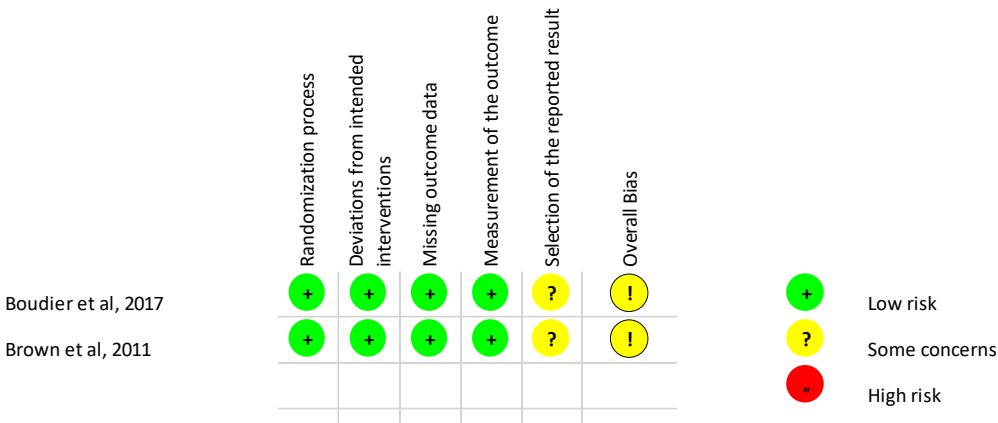 Randomization process
Deviations from intended
interventions
Missing outcome data
Measurement of the outcome
Selection of the reported result
Overall Bias
Boudier et al, 2017
+ + + + ? !
+ Low risk
Brown et al, 2011
+ + + + ? !
? Some concerns
„ High risk